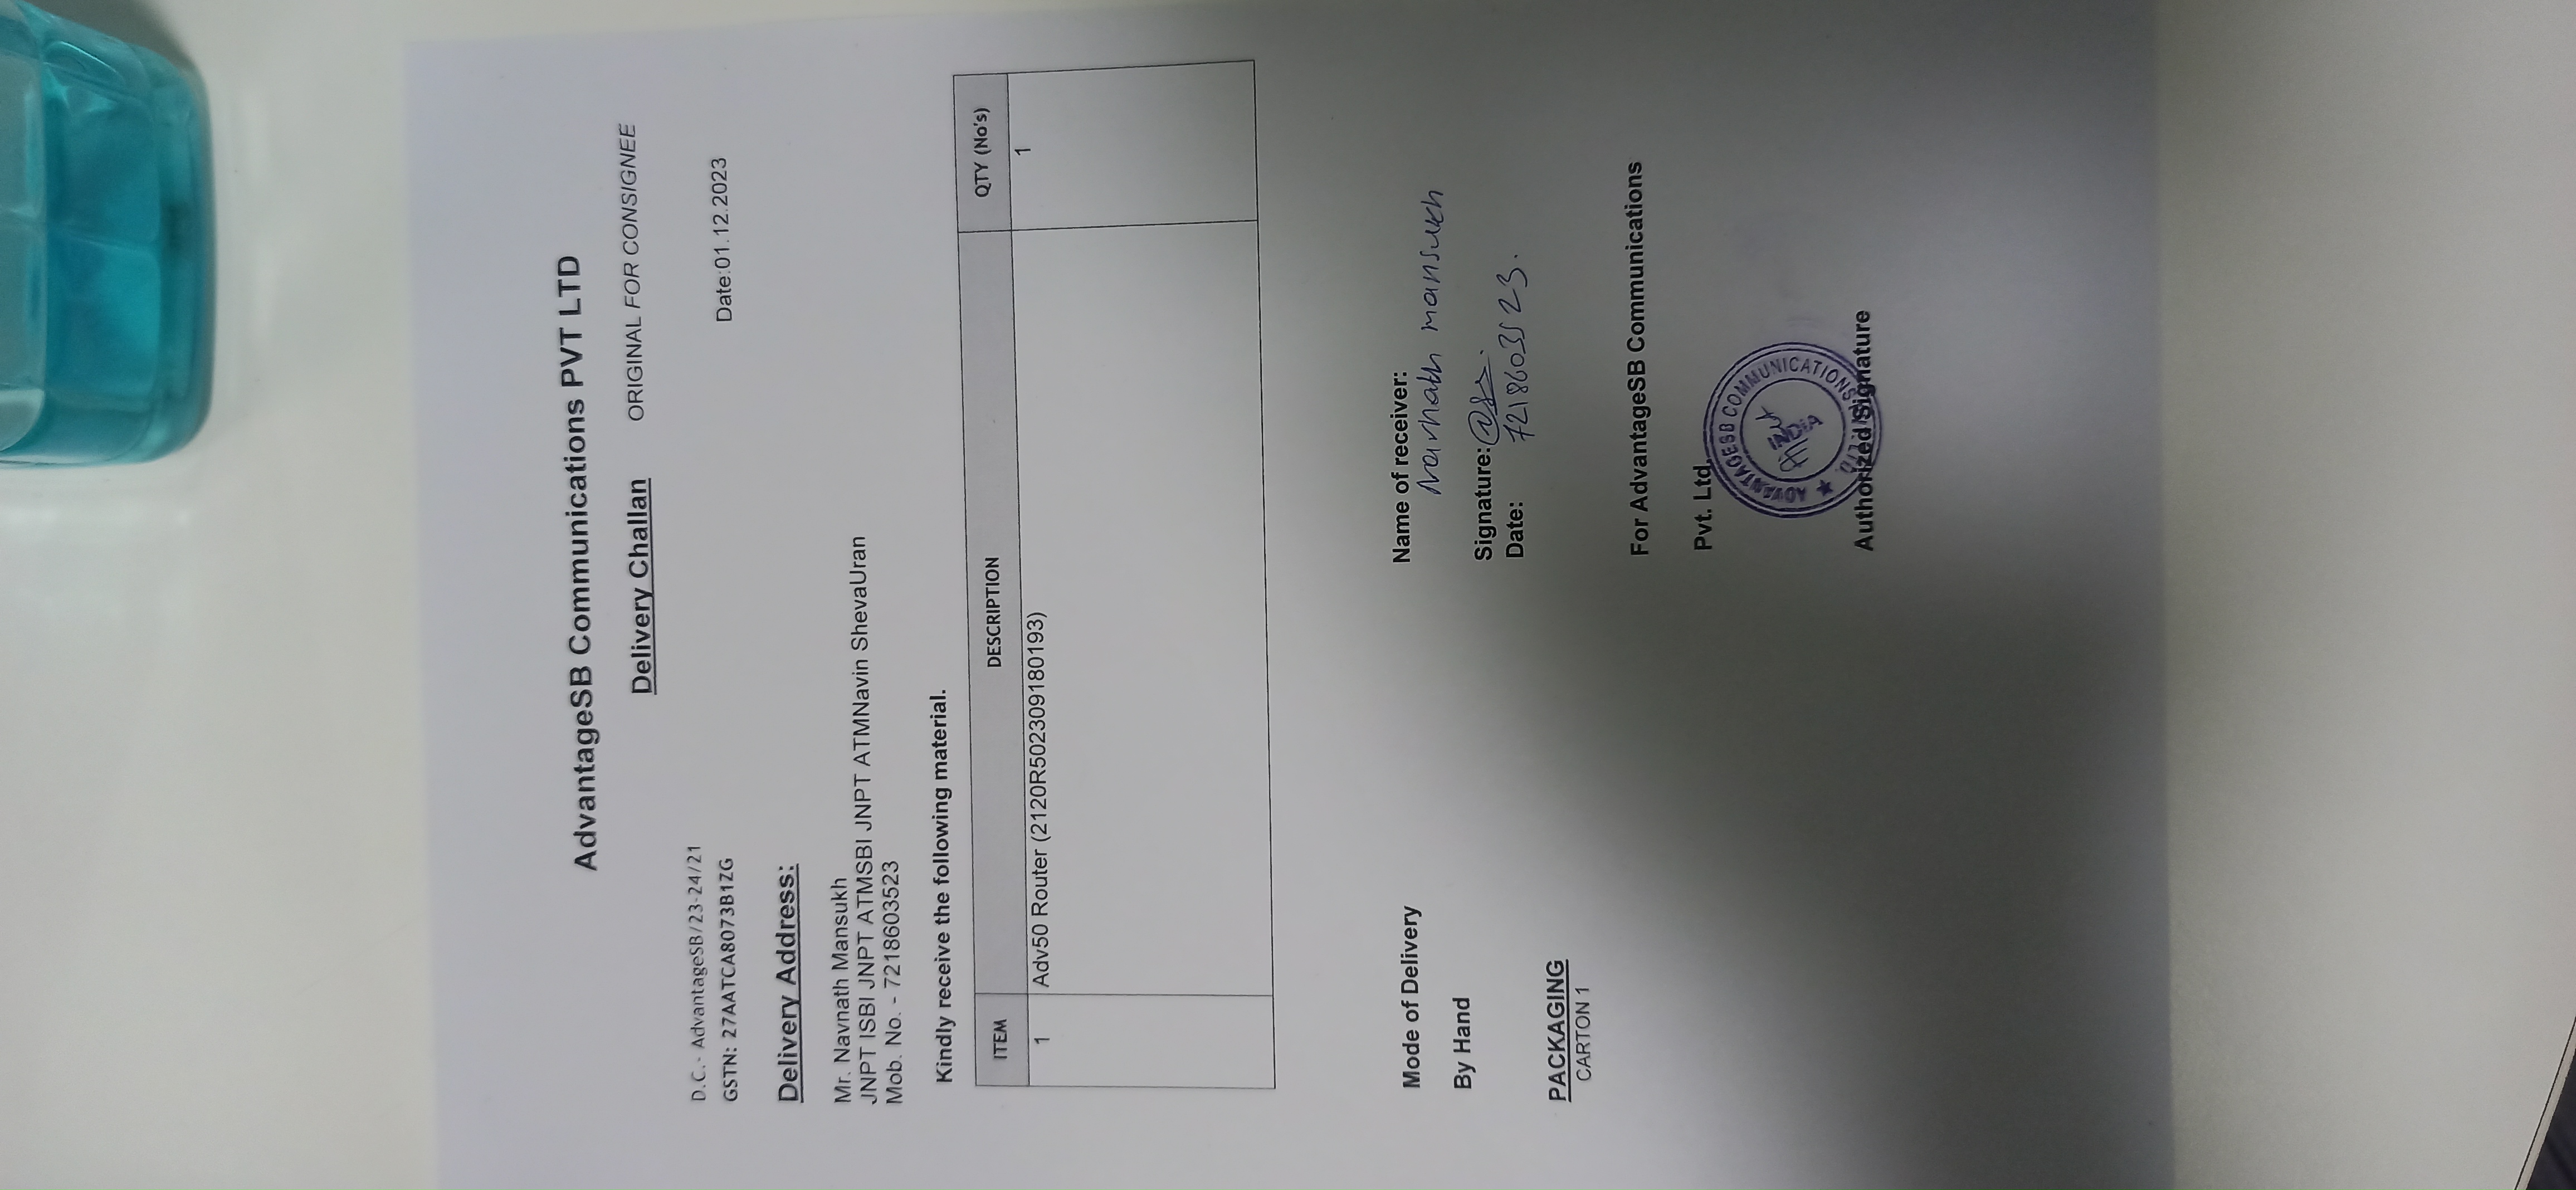 AdvantageSB Communications PVT LTD
Delivery Challan ORIGINAL FOR CONSIGNEE
D.C.- AdvantageSB/23-24/21
GSTN: 27AATCA8073B1ZG
Date:01.12.2023
Delivery Address:
Mr. Navnath Mansukh
JNPT ISBI JNPT ATMSBI JNPT ATMNavin ShevaUran
Mob. No. - 7218603523
Kindly receive the following material.
ITEM DESCRIPTION QTY (No's)
1 Adv50 Router (2120R502309180193) 1
Mode of Delivery
By Hand
PACKAGING
CARTON 1
Name of receiver:
Navnath mansukh
Signature:
Date: 7218603523.
For AdvantageSB Communications
Pvt. Ltd.
★ ADVANTAGESB COMMUNICATIONS PVT. LTD.
INDIA
Authorized Signature